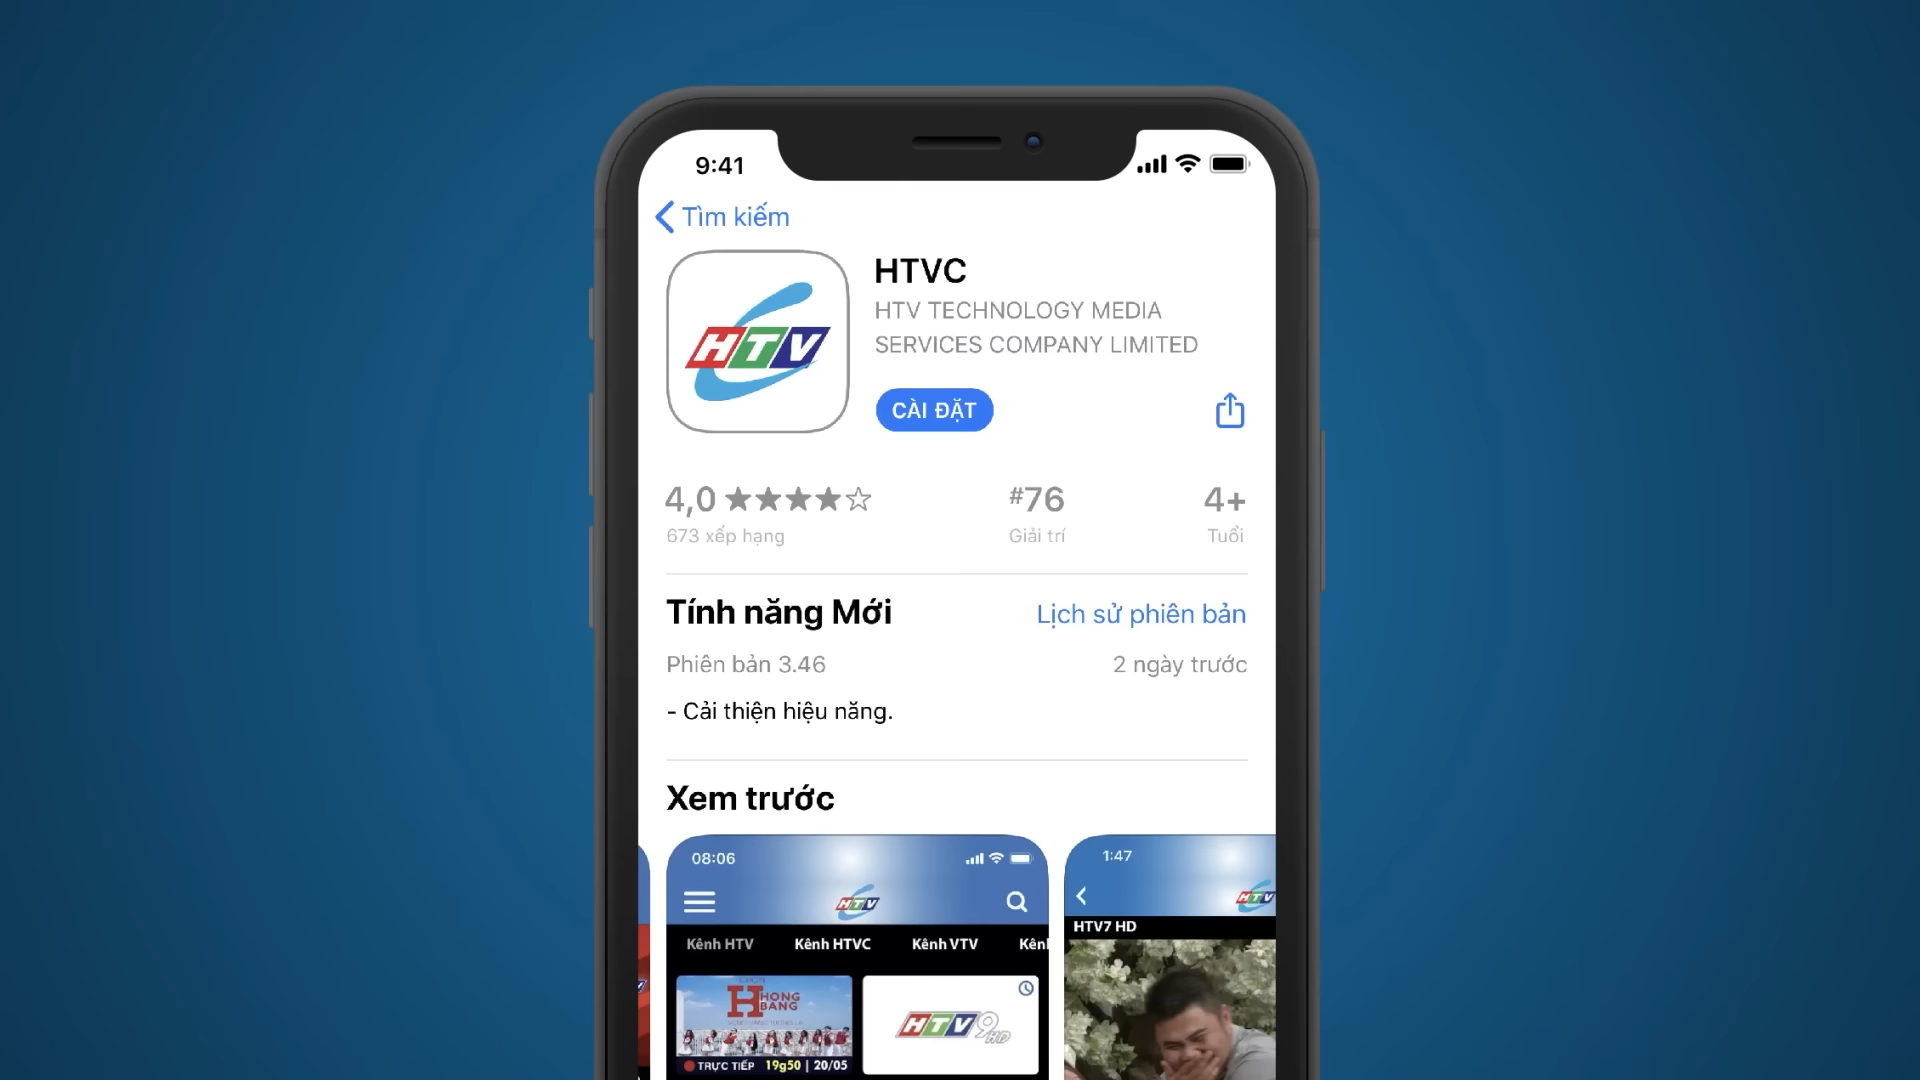 9:41
Tìm kiếm
HTV
HTVC
HTV TECHNOLOGY MEDIA
SERVICES COMPANY LIMITED
CÀI ĐẶT
4,0
#76
4+
673 xếp hạng
Giải trí
Tuổi
Tính năng Mới
Lịch sử phiên bản
Phiên bản 3.46
2 ngày trước
- Cải thiện hiệu năng.
Xem trước
08:06
HTV
Kênh HTV
Kênh HTVC
Kênh VTV
HONG
BANG
TRỰC TIẾP 19g50 | 20/05
HTV9
HD
1:47
HTV
HTV7 HD